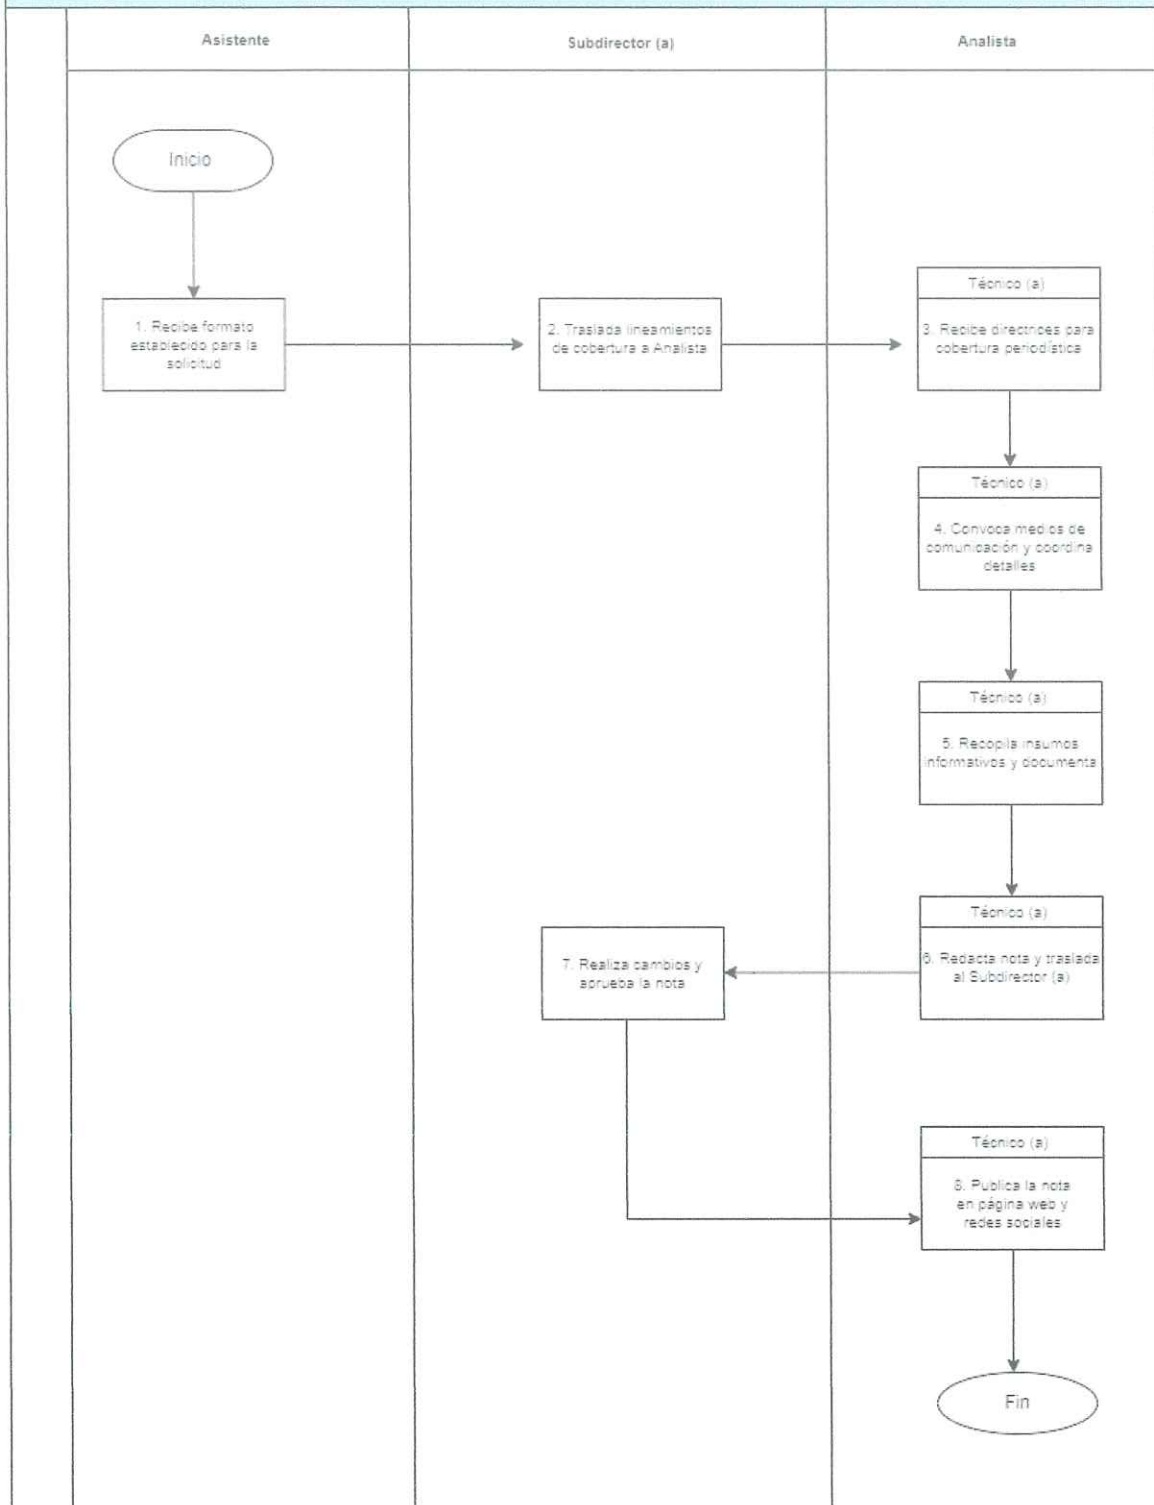 Asistente
Subdirector (a)
Analista
Inicio
1. Recibe formato
establecido para la
solicitud
2. Traslada lineamientos
de cobertura a Analista
Técnico (a)
3. Recibe directrices para
cobertura periodística
Técnico (a)
4. Convoca medios de
comunicación y coordina
detalles
Técnico (a)
5. Recopila insumos
informativos y documenta
Técnico (a)
6. Redacta nota y traslada
al Subdirector (a)
7. Realiza cambios y
aprueba la nota
Técnico (a)
8. Publica la nota
en página web y
redes sociales
Fin